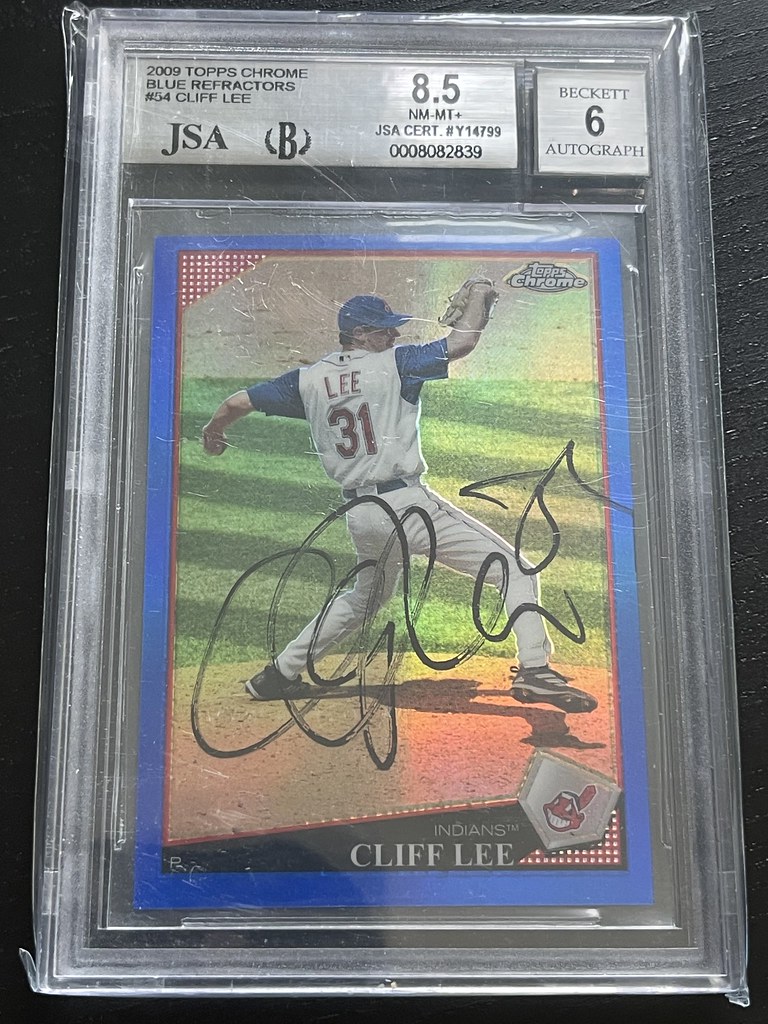 2009 TOPPS CHROME
BLUE REFRACTORS
#54 CLIFF LEE
JSA
B
8.5
NM-MT+
JSA CERT. #Y14799
0008082839
BECKETT
6
AUTOGRAPH
Topps
Chrome
LEE
31
INDIANS™
CLIFF LEE
P